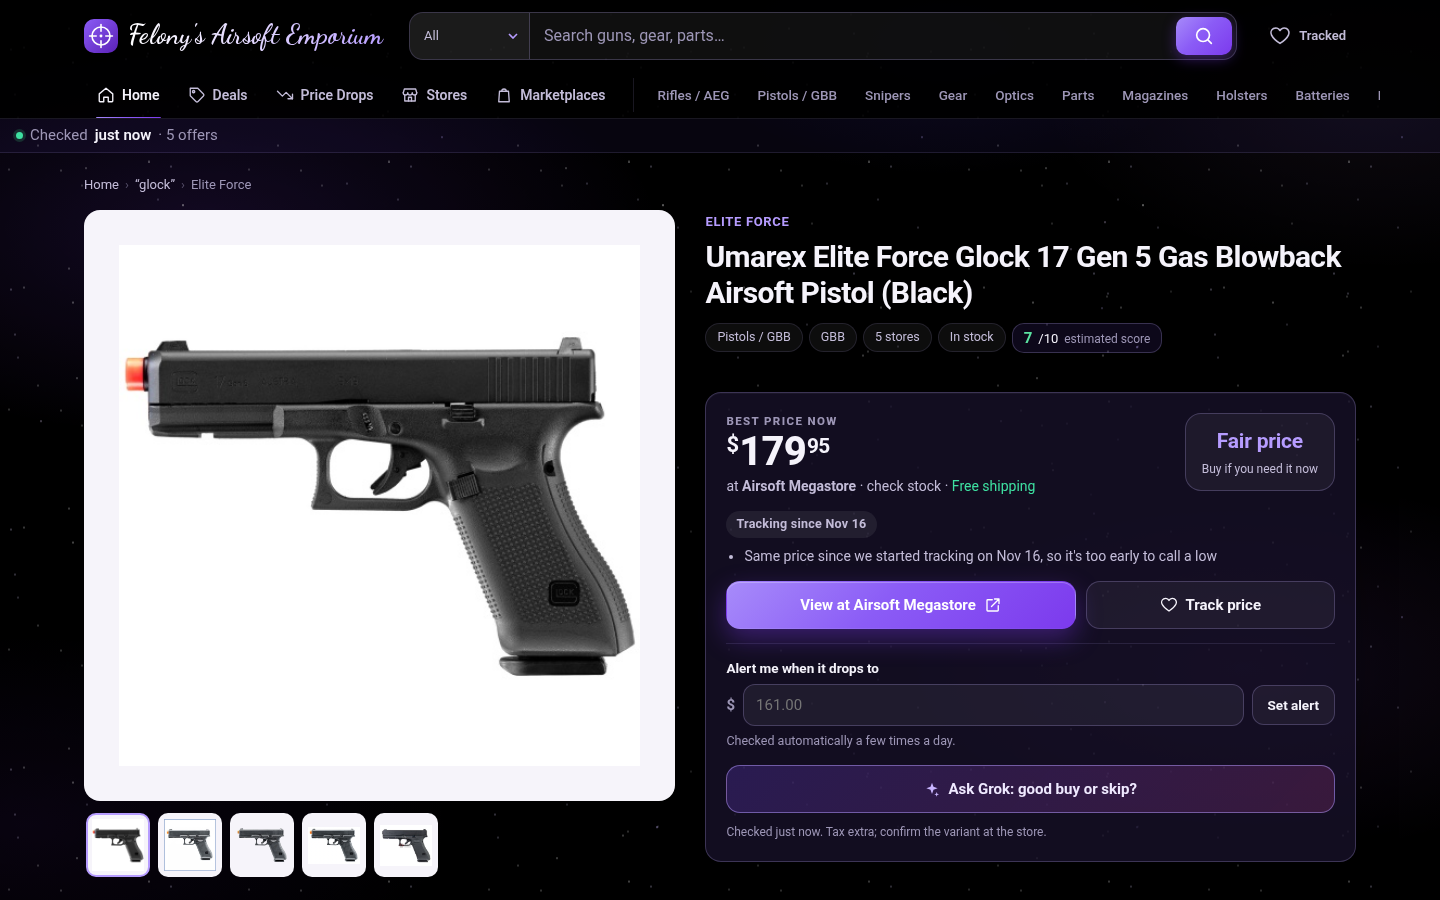 Felony's Airsoft Emporium
All
Search guns, gear, parts…
Tracked
Home
Deals
Price Drops
Stores
Marketplaces
Rifles / AEG
Pistols / GBB
Snipers
Gear
Optics
Parts
Magazines
Holsters
Batteries
Checked just now · 5 offers
Home › “glock” › Elite Force
ELITE FORCE
Umarex Elite Force Glock 17 Gen 5 Gas Blowback
Airsoft Pistol (Black)
Pistols / GBB
GBB
5 stores
In stock
7 /10 estimated score
BEST PRICE NOW
$179 95
Fair price
Buy if you need it now
at Airsoft Megastore · check stock · Free shipping
Tracking since Nov 16
• Same price since we started tracking on Nov 16, so it's too early to call a low
View at Airsoft Megastore
Track price
Alert me when it drops to
$ 161.00
Set alert
Checked automatically a few times a day.
Ask Grok: good buy or skip?
Checked just now. Tax extra; confirm the variant at the store.